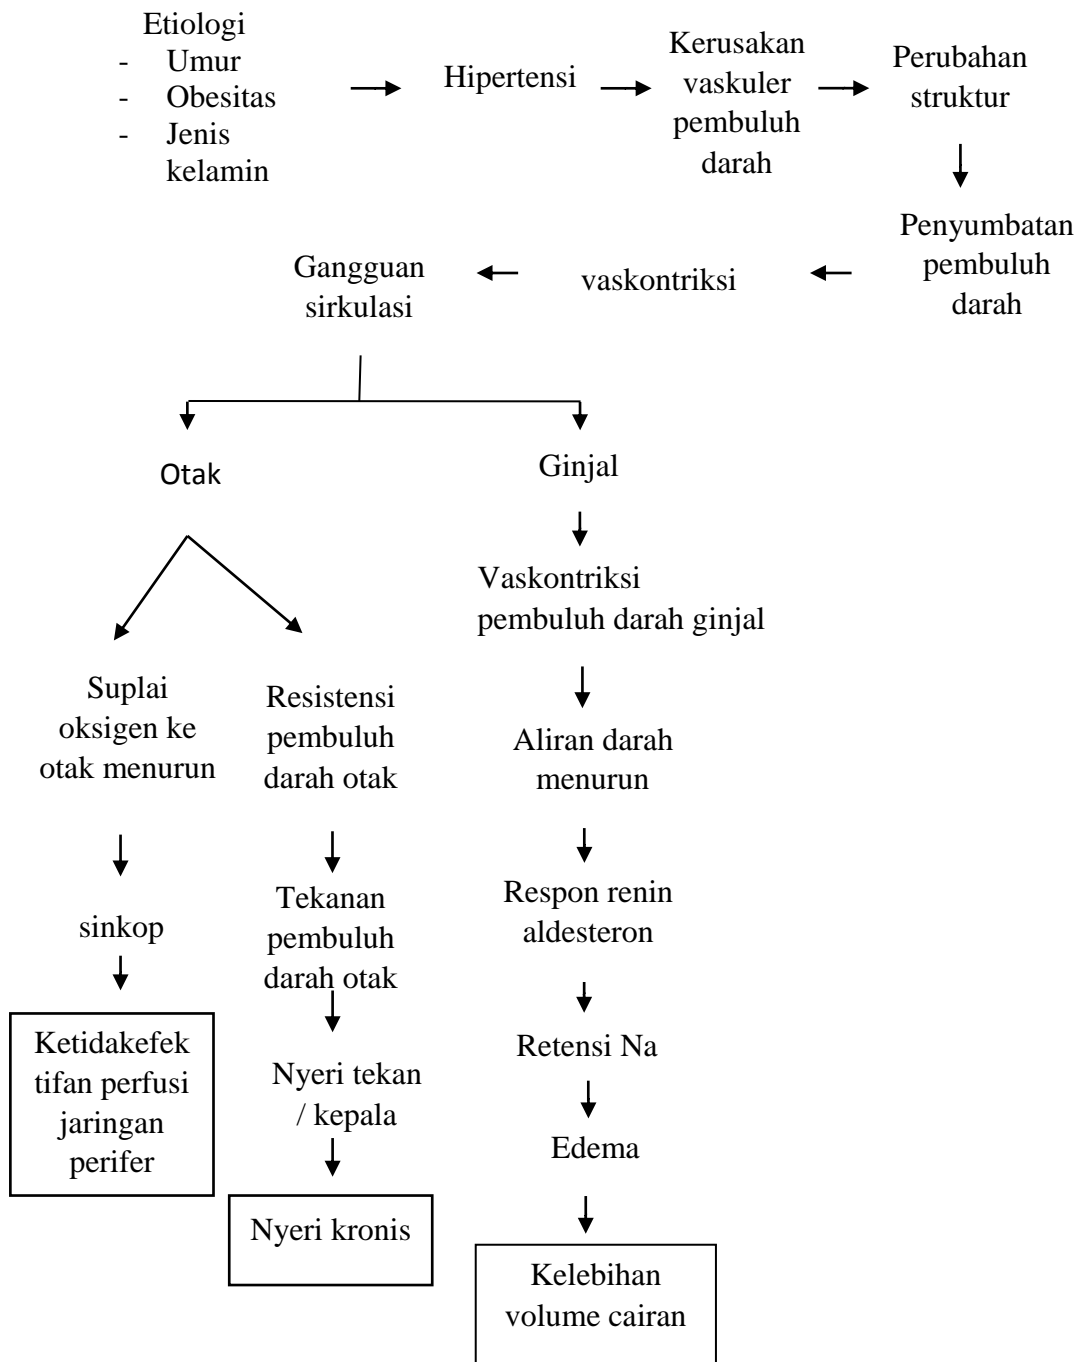 Etiologi
- Umur
- Obesitas
- Jenis
kelamin
Hipertensi
Kerusakan
vaskuler
pembuluh
darah
Perubahan
struktur
Penyumbatan
pembuluh
darah
vaskontriksi
Gangguan
sirkulasi
Otak
Ginjal
Suplai
oksigen ke
otak menurun
Resistensi
pembuluh
darah otak
Vaskontriksi
pembuluh darah ginjal
Aliran darah
menurun
sinkop
Tekanan
pembuluh
darah otak
Respon renin
aldesteron
Ketidakefek
tifan perfusi
jaringan
perifer
Nyeri tekan
/ kepala
Nyeri kronis
Retensi Na
Edema
Kelebihan
volume cairan